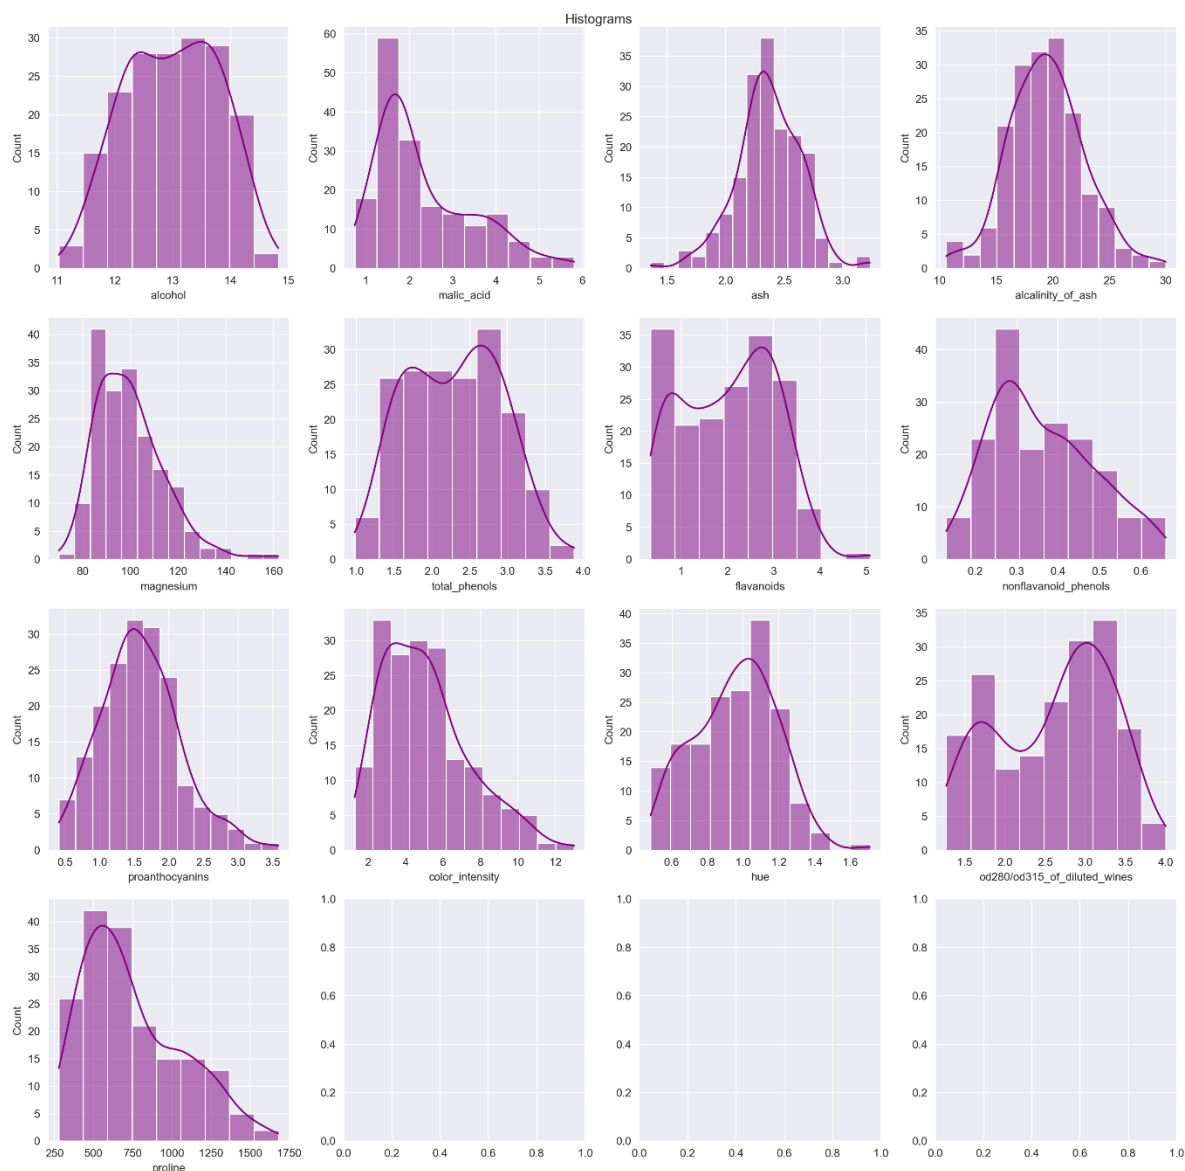 Histograms
30
25
20
15
10
5
0
Count
11 12 13 14 15
alcohol
60
50
40
30
20
10
0
Count
1 2 3 4 5 6
malic_acid
35
30
25
20
15
10
5
0
Count
1.5 2.0 2.5 3.0
ash
35
30
25
20
15
10
5
0
Count
10 15 20 25 30
alcalinity_of_ash
40
35
30
25
20
15
10
5
0
Count
80 100 120 140 160
magnesium
30
25
20
15
10
5
0
Count
1.0 1.5 2.0 2.5 3.0 3.5 4.0
total_phenols
35
30
25
20
15
10
5
0
Count
1 2 3 4 5
flavanoids
40
30
20
10
0
Count
0.2 0.3 0.4 0.5 0.6
nonflavanoid_phenols
30
25
20
15
10
5
0
Count
0.5 1.0 1.5 2.0 2.5 3.0 3.5
proanthocyanins
30
25
20
15
10
5
0
Count
2 4 6 8 10 12
color_intensity
40
35
30
25
20
15
10
5
0
Count
0.6 0.8 1.0 1.2 1.4 1.6
hue
35
30
25
20
15
10
5
0
Count
1.5 2.0 2.5 3.0 3.5 4.0
od280/od315_of_diluted_wines
40
35
30
25
20
15
10
5
0
Count
250 500 750 1000 1250 1500 1750
proline
1.0
0.8
0.6
0.4
0.2
0.0
0.0 0.2 0.4 0.6 0.8 1.0
1.0
0.8
0.6
0.4
0.2
0.0
0.0 0.2 0.4 0.6 0.8 1.0
1.0
0.8
0.6
0.4
0.2
0.0
0.0 0.2 0.4 0.6 0.8 1.0